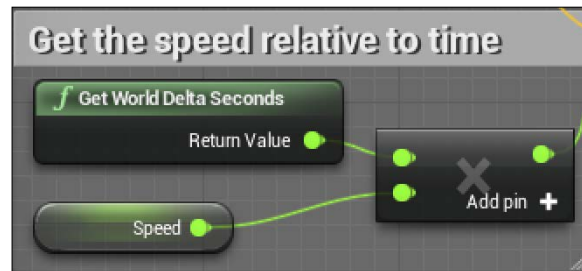 Get the speed relative to time
f Get World Delta Seconds
Return Value
Speed
×
Add pin +